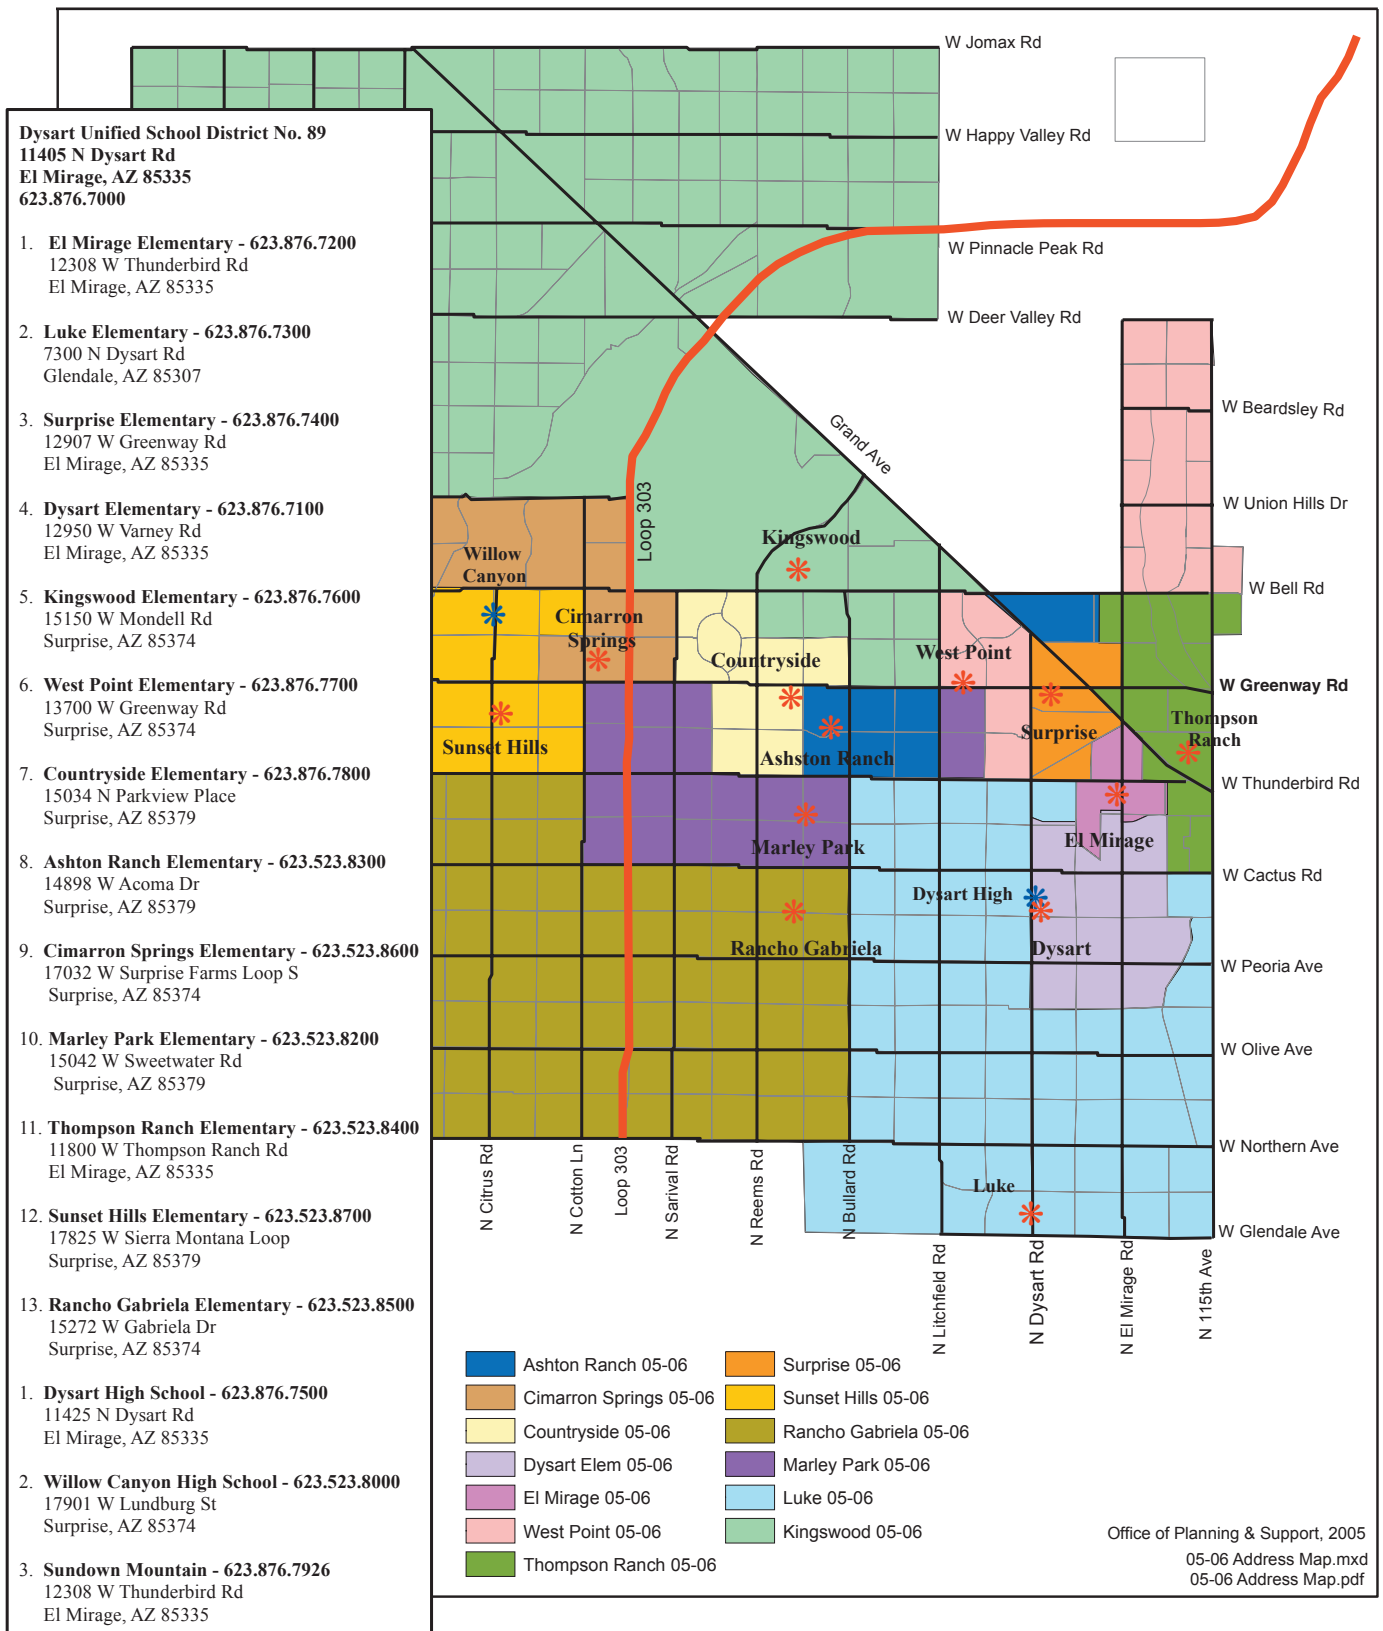 Dysart Unified School District No. 89
11405 N Dysart Rd
El Mirage, AZ 85335
623.876.7000
1. El Mirage Elementary - 623.876.7200
12308 W Thunderbird Rd
El Mirage, AZ 85335
2. Luke Elementary - 623.876.7300
7300 N Dysart Rd
Glendale, AZ 85307
3. Surprise Elementary - 623.876.7400
12907 W Greenway Rd
El Mirage, AZ 85335
4. Dysart Elementary - 623.876.7100
12950 W Varney Rd
El Mirage, AZ 85335
5. Kingswood Elementary - 623.876.7600
15150 W Mondell Rd
Surprise, AZ 85374
6. West Point Elementary - 623.876.7700
13700 W Greenway Rd
Surprise, AZ 85374
7. Countryside Elementary - 623.876.7800
15034 N Parkview Place
Surprise, AZ 85379
8. Ashton Ranch Elementary - 623.523.8300
14898 W Acoma Dr
Surprise, AZ 85379
9. Cimarron Springs Elementary - 623.523.8600
17032 W Surprise Farms Loop S
Surprise, AZ 85374
10. Marley Park Elementary - 623.523.8200
15042 W Sweetwater Rd
Surprise, AZ 85379
11. Thompson Ranch Elementary - 623.523.8400
11800 W Thompson Ranch Rd
El Mirage, AZ 85335
12. Sunset Hills Elementary - 623.523.8700
17825 W Sierra Montana Loop
Surprise, AZ 85379
13. Rancho Gabriela Elementary - 623.523.8500
15272 W Gabriela Dr
Surprise, AZ 85374
1. Dysart High School - 623.876.7500
11425 N Dysart Rd
El Mirage, AZ 85335
2. Willow Canyon High School - 623.523.8000
17901 W Lundburg St
Surprise, AZ 85374
3. Sundown Mountain - 623.876.7926
12308 W Thunderbird Rd
El Mirage, AZ 85335
W Jomax Rd
W Happy Valley Rd
W Pinnacle Peak Rd
W Deer Valley Rd
W Beardsley Rd
Grand Ave
W Union Hills Dr
Loop 303
Kingswood
Willow
Canyon
W Bell Rd
Cimarron
Springs
Countryside
West Point
W Greenway Rd
Thompson
Ranch
Surprise
Sunset Hills
Ashston Ranch
W Thunderbird Rd
El Mirage
Marley Park
W Cactus Rd
Dysart High
Rancho Gabriela
Dysart
W Peoria Ave
W Olive Ave
W Northern Ave
Luke
W Glendale Ave
N Citrus Rd
N Cotton Ln
Loop 303
N Sarival Rd
N Reems Rd
N Bullard Rd
N Litchfield Rd
N Dysart Rd
N El Mirage Rd
N 115th Ave
Ashton Ranch 05-06
Cimarron Springs 05-06
Countryside 05-06
Dysart Elem 05-06
El Mirage 05-06
West Point 05-06
Thompson Ranch 05-06
Surprise 05-06
Sunset Hills 05-06
Rancho Gabriela 05-06
Marley Park 05-06
Luke 05-06
Kingswood 05-06
Office of Planning & Support, 2005
05-06 Address Map.mxd
05-06 Address Map.pdf